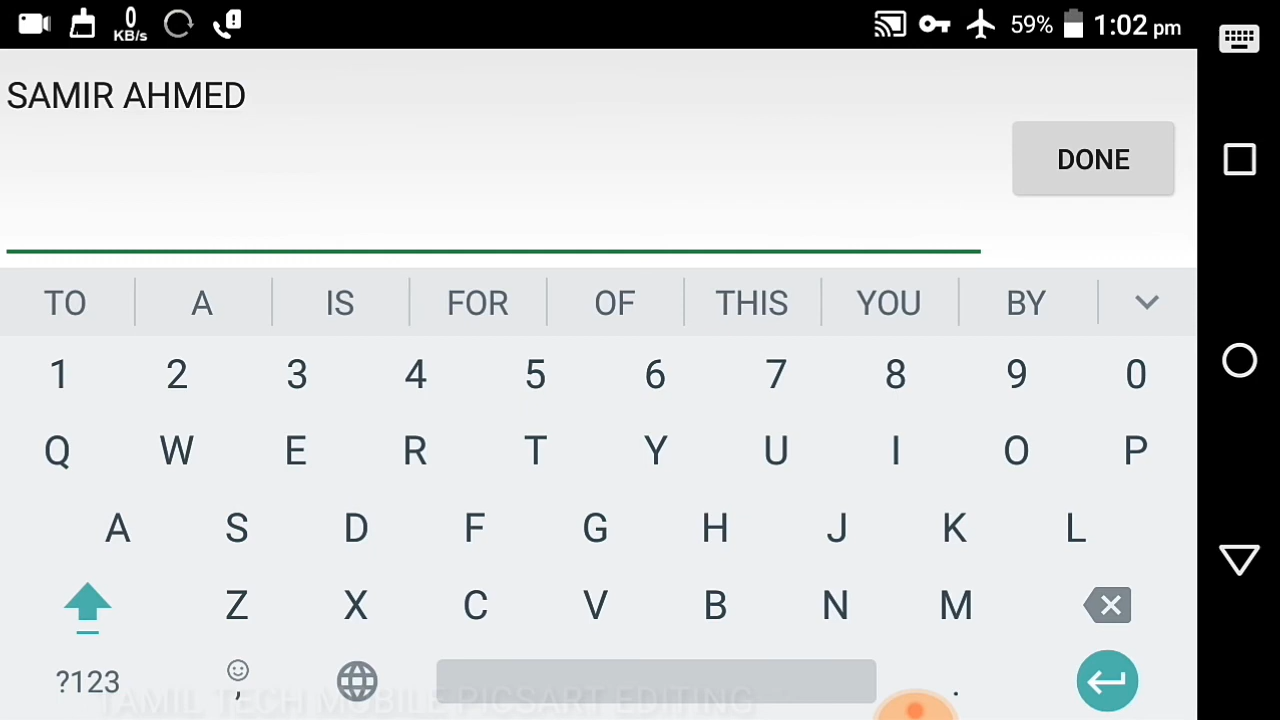 0 KB/s 59% 1:02 pm
SAMIR AHMED
DONE
TO A IS FOR OF THIS YOU BY
1 2 3 4 5 6 7 8 9 0
Q W E R T Y U I O P
A S D F G H J K L
Z X C V B N M
?123 , .
TAMIL TECH MOBILE PICSART EDITING